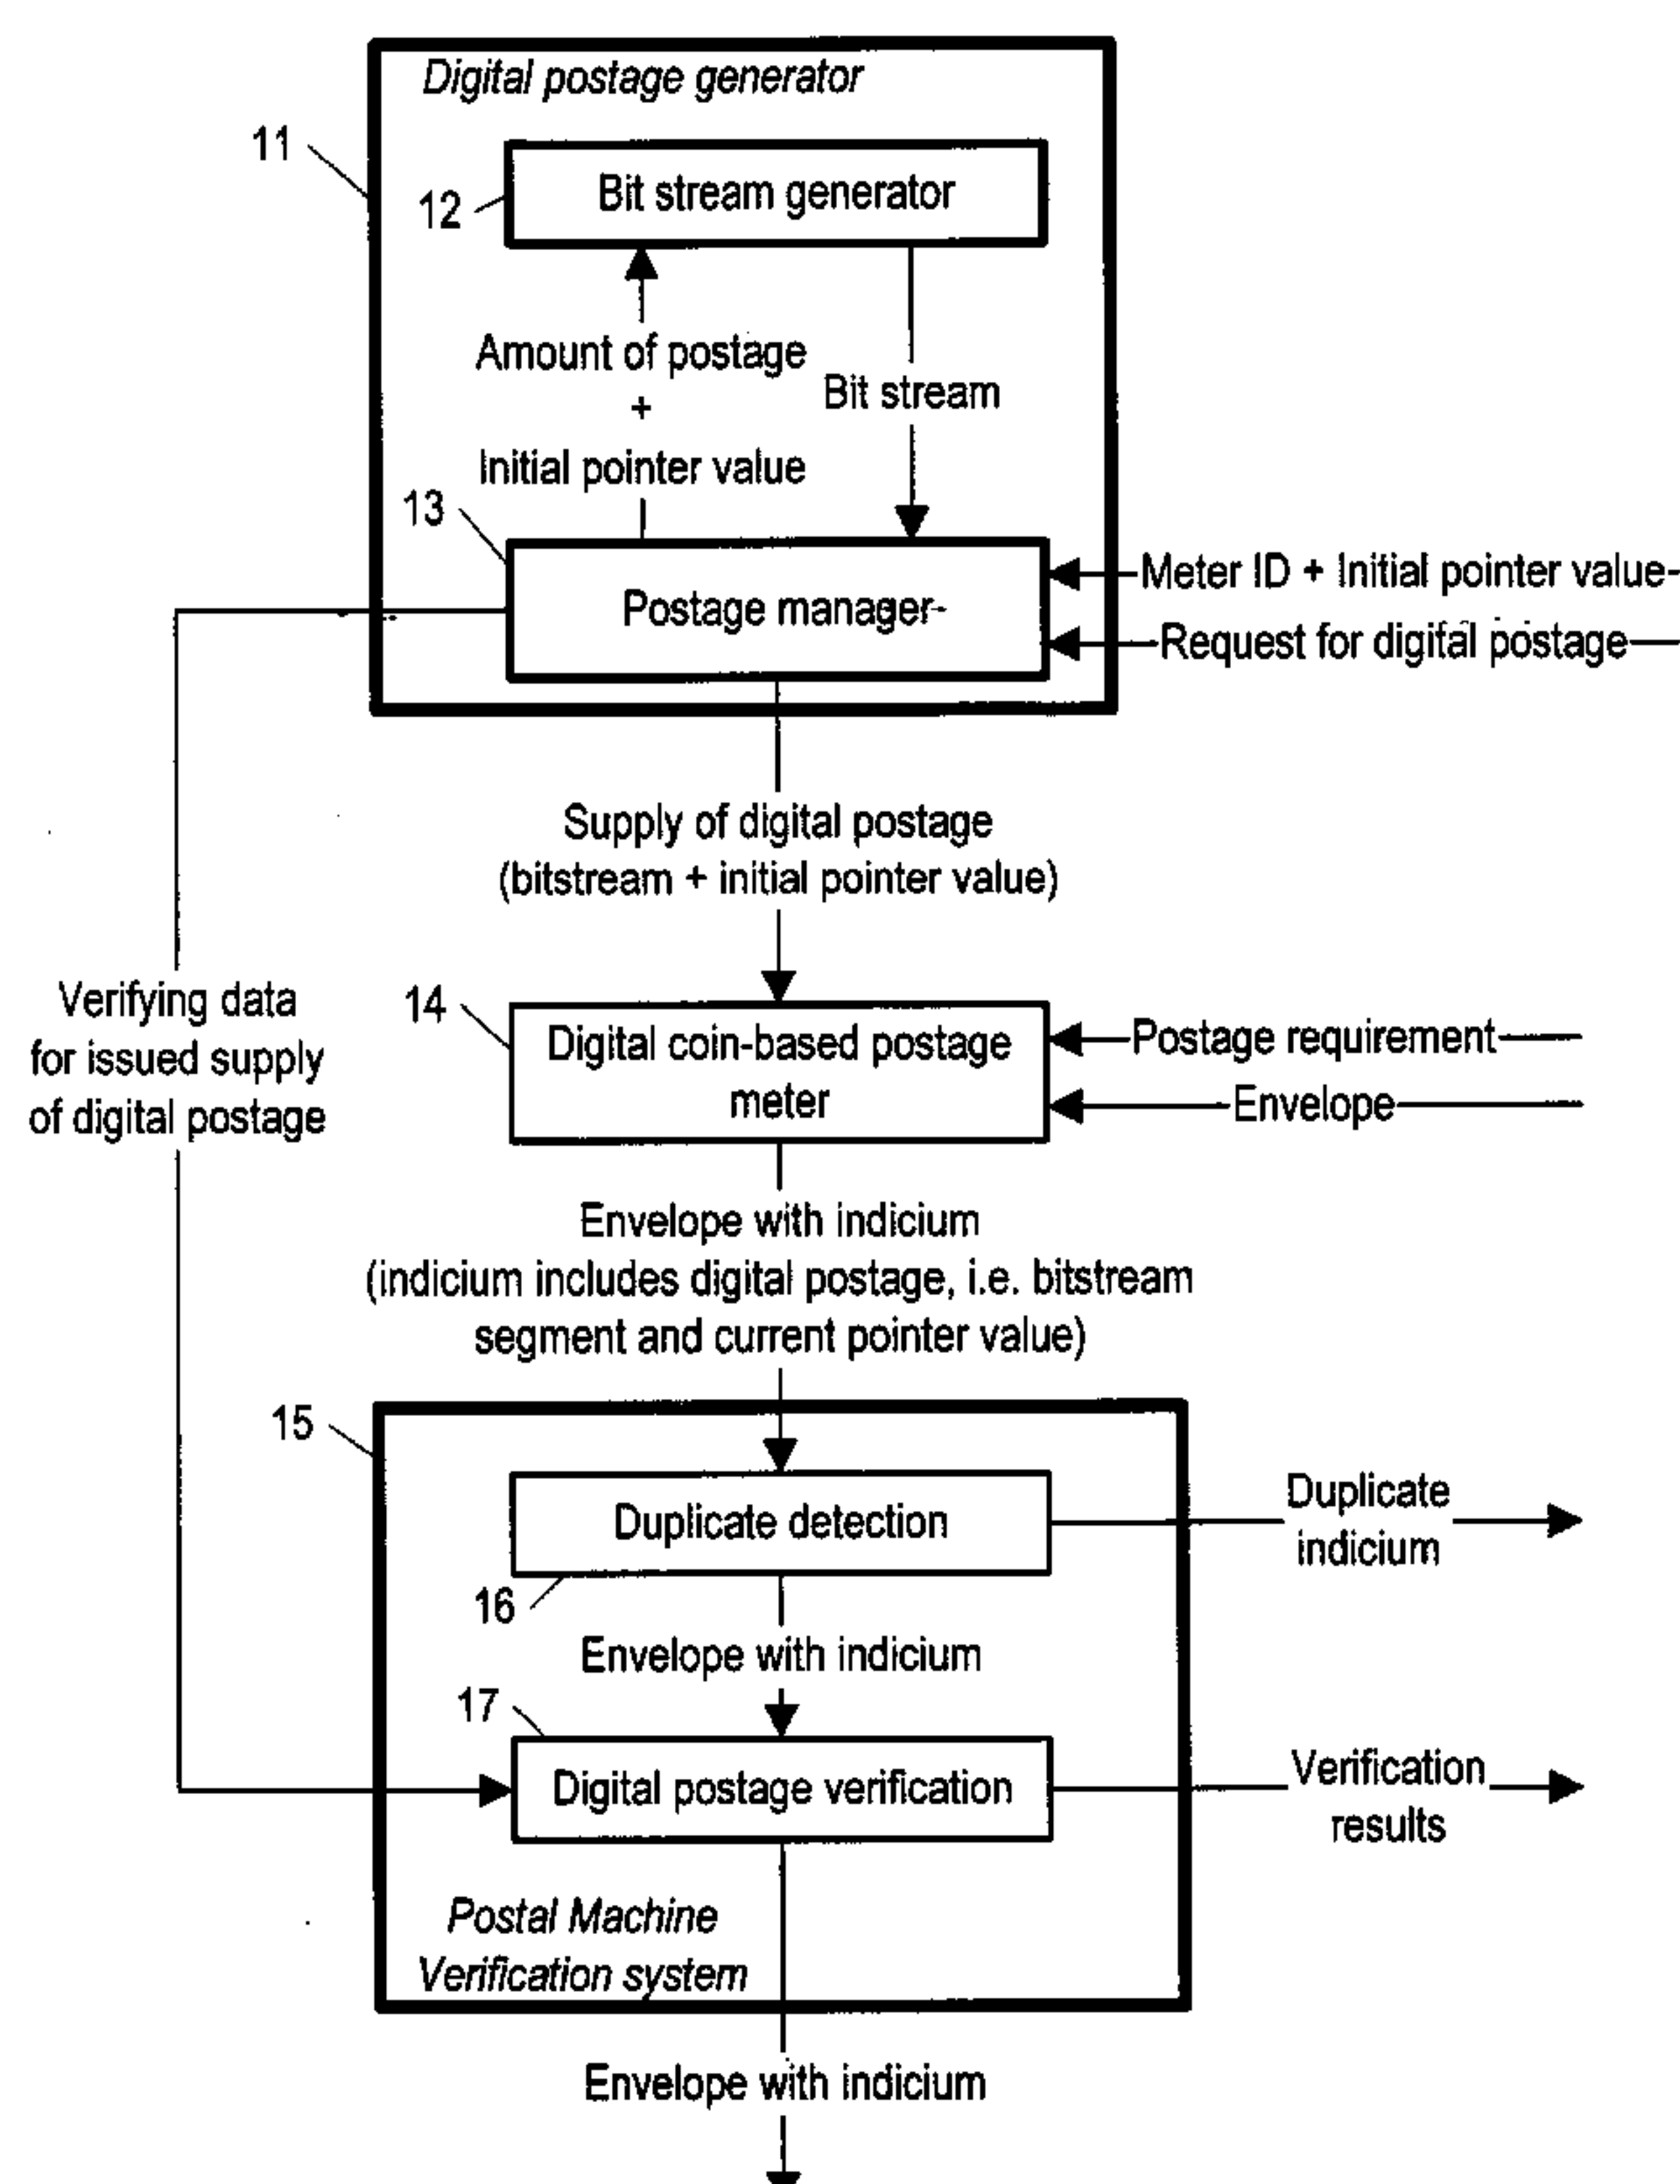 Digital postage generator
11
12
Bit stream generator
Amount of postage
+
Initial pointer value
Bit stream
13
Postage manager
Meter ID + Initial pointer value
Request for digital postage
Supply of digital postage
(bitstream + initial pointer value)
Verifying data
for issued supply
of digital postage
14
Digital coin-based postage
meter
Postage requirement
Envelope
Envelope with indicium
(indicium includes digital postage, i.e. bitstream
segment and current pointer value)
15
Duplicate detection
Duplicate
indicium
16
Envelope with indicium
17
Digital postage verification
Verification
results
Postal Machine
Verification system
Envelope with indicium